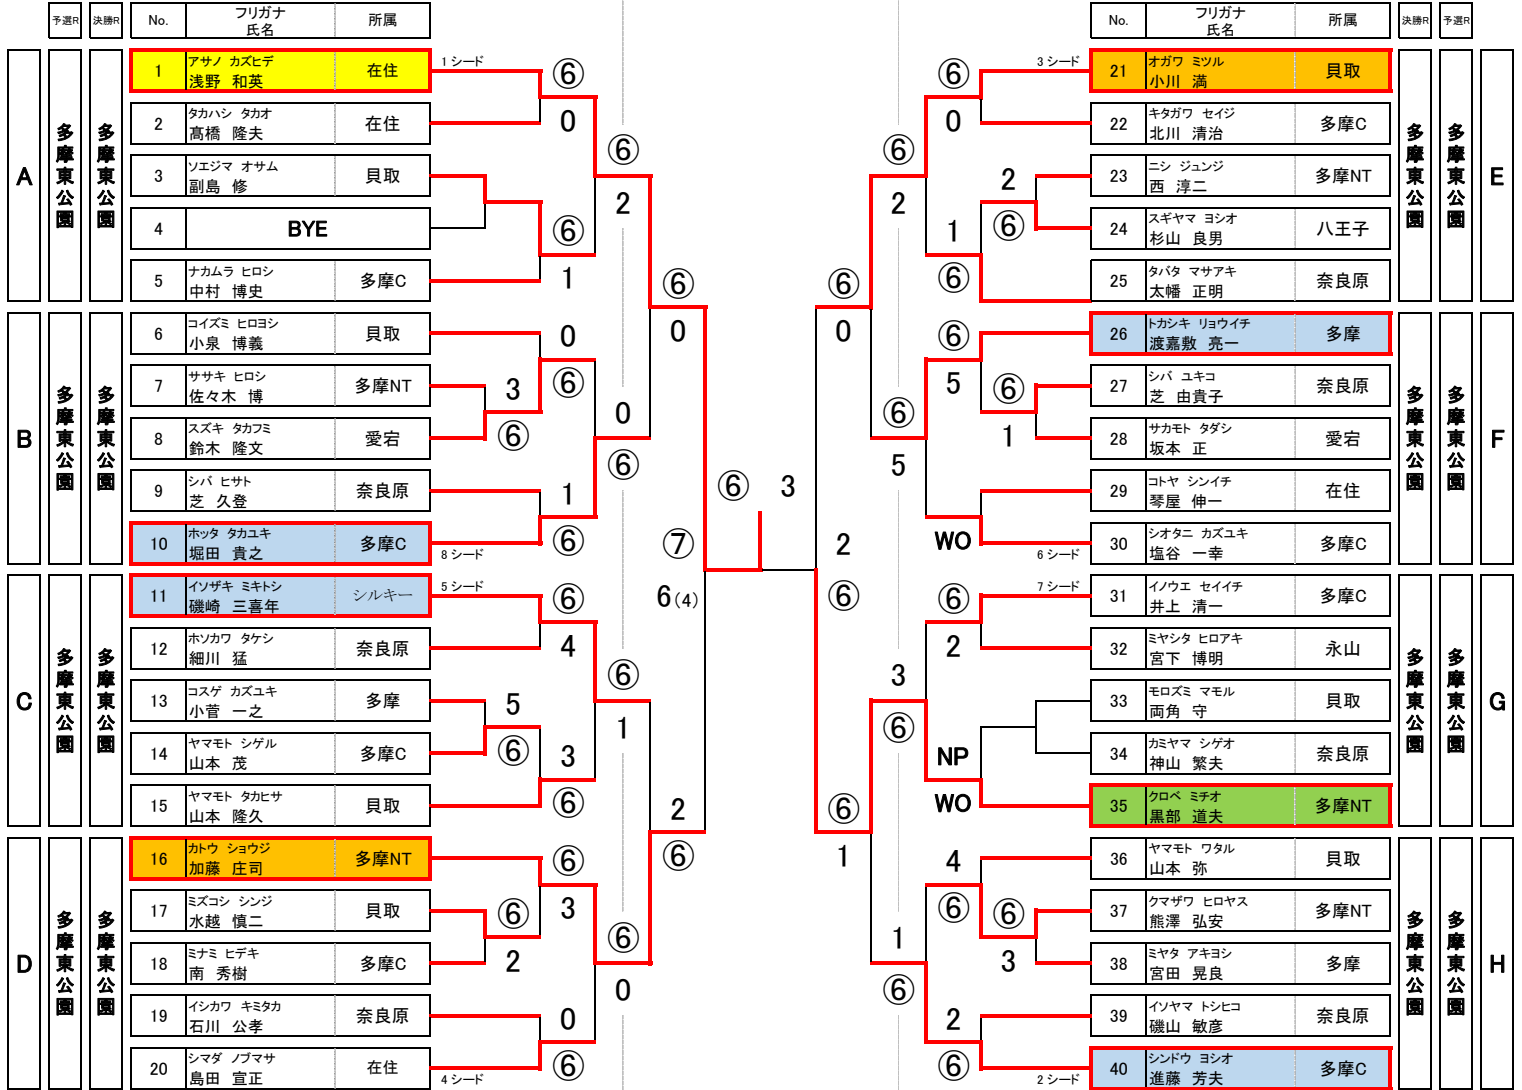 予選R 決勝R No. フリガナ 氏名 所属
A 多摩東公園 多摩東公園
1 アサノ カズヒデ 浅野 和英 在住 1 シード
2 タカハシ タカオ 髙橋 隆夫 在住
3 ソエジマ オサム 副島 修 貝取
4 BYE
5 ナカムラ ヒロシ 中村 博史 多摩C
⑥ 0 ⑥ 1 ⑥ 2
B 多摩東公園 多摩東公園
6 コイズミ ヒロヨシ 小泉 博義 貝取
7 ササキ ヒロシ 佐々木 博 多摩NT
8 スズキ タカフミ 鈴木 隆文 愛宕
9 シバ ヒサト 芝 久登 奈良原
10 ホッタ タカユキ 堀田 貴之 多摩C 8 シード
3 ⑥ 0 ⑥ 1 ⑥ 0 ⑥
⑥ 0
C 多摩東公園 多摩東公園
11 イソザキ ミキトシ 磯崎 三喜年 シルキー 5 シード
12 ホソカワ タケシ 細川 猛 奈良原
13 コスゲ カズユキ 小菅 一之 多摩
14 ヤマモト シゲル 山本 茂 多摩C
15 ヤマモト タカヒサ 山本 隆久 貝取
5 ⑥ ⑥ 4 3 ⑥ ⑥ 1
D 多摩東公園 多摩東公園
16 カトウ ショウジ 加藤 庄司 多摩NT
17 ミズコシ シンジ 水越 慎二 貝取
18 ミナミ ヒデキ 南 秀樹 多摩C
19 イシカワ キミタカ 石川 公孝 奈良原
20 シマダ ノブマサ 島田 宣正 在住 4 シード
⑥ 2 ⑥ 3 0 ⑥ ⑥ 0
2 ⑥
⑦ 6(4)
⑥ 3
No. フリガナ 氏名 所属 決勝R 予選R
E 多摩東公園 多摩東公園
3 シード 21 オガワ ミツル 小川 満 貝取
22 キタガワ セイジ 北川 清治 多摩C
23 ニシ ジュンジ 西 淳二 多摩NT
24 スギヤマ ヨシオ 杉山 良男 八王子
25 タバタ マサアキ 太幡 正明 奈良原
2 ⑥ ⑥ 0 1 ⑥ ⑥ 2
F 多摩東公園 多摩東公園
26 トカシキ リョウイチ 渡嘉敷 亮一 多摩
27 シバ ユキコ 芝 由貴子 奈良原
28 サカモト タダシ 坂本 正 愛宕
29 コトヤ シンイチ 琴屋 伸一 在住
6 シード 30 シオタニ カズユキ 塩谷 一幸 多摩C
⑥ 1 ⑥ 5 WO ⑥ 5
⑥ 0
G 多摩東公園 多摩東公園
7 シード 31 イノウエ セイイチ 井上 清一 多摩C
32 ミヤシタ ヒロアキ 宮下 博明 永山
33 モロズミ マモル 両角 守 貝取
34 カミヤマ シゲオ 神山 繁夫 奈良原
35 クロベ ミチオ 黒部 道夫 多摩NT
⑥ 2 NP WO 3 ⑥
H 多摩東公園 多摩東公園
36 ヤマモト ワタル 山本 弥 貝取
37 クマザワ ヒロヤス 熊澤 弘安 多摩NT
38 ミヤタ アキヨシ 宮田 晃良 多摩
39 イソヤマ トシヒコ 磯山 敏彦 奈良原
2 シード 40 シンドウ ヨシオ 進藤 芳夫 多摩C
⑥ 3 4 ⑥ 2 ⑥ 1 ⑥
⑥ 1
2 ⑥